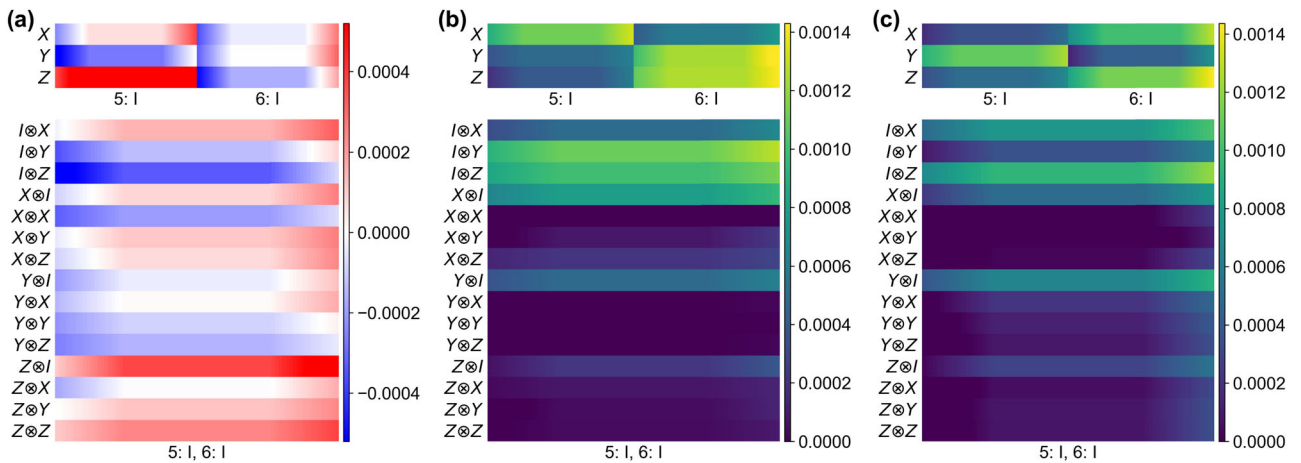 (a)
X
Y
Z
5: I
6: I
I⊗X
I⊗Y
I⊗Z
X⊗I
X⊗X
X⊗Y
X⊗Z
Y⊗I
Y⊗X
Y⊗Y
Y⊗Z
Z⊗I
Z⊗X
Z⊗Y
Z⊗Z
5: I, 6: I
0.0004
0.0002
0.0000
−0.0002
−0.0004
(b)
X
Y
Z
5: I
6: I
I⊗X
I⊗Y
I⊗Z
X⊗I
X⊗X
X⊗Y
X⊗Z
Y⊗I
Y⊗X
Y⊗Y
Y⊗Z
Z⊗I
Z⊗X
Z⊗Y
Z⊗Z
5: I, 6: I
0.0014
0.0012
0.0010
0.0008
0.0006
0.0004
0.0002
0.0000
(c)
X
Y
Z
5: I
6: I
I⊗X
I⊗Y
I⊗Z
X⊗I
X⊗X
X⊗Y
X⊗Z
Y⊗I
Y⊗X
Y⊗Y
Y⊗Z
Z⊗I
Z⊗X
Z⊗Y
Z⊗Z
5: I, 6: I
0.0014
0.0012
0.0010
0.0008
0.0006
0.0004
0.0002
0.0000